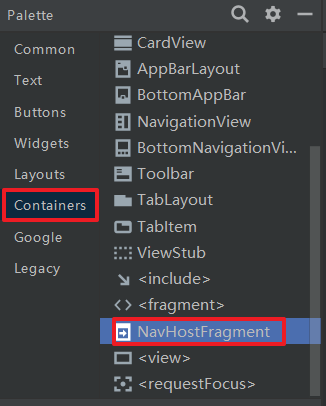 Palette
Common
Text
Buttons
Widgets
Layouts
Containers
Google
Legacy
CardView
AppBarLayout
BottomAppBar
NavigationView
BottomNavigationVi...
Toolbar
TabLayout
TabItem
ViewStub
<include>
<fragment>
NavHostFragment
<view>
<requestFocus>